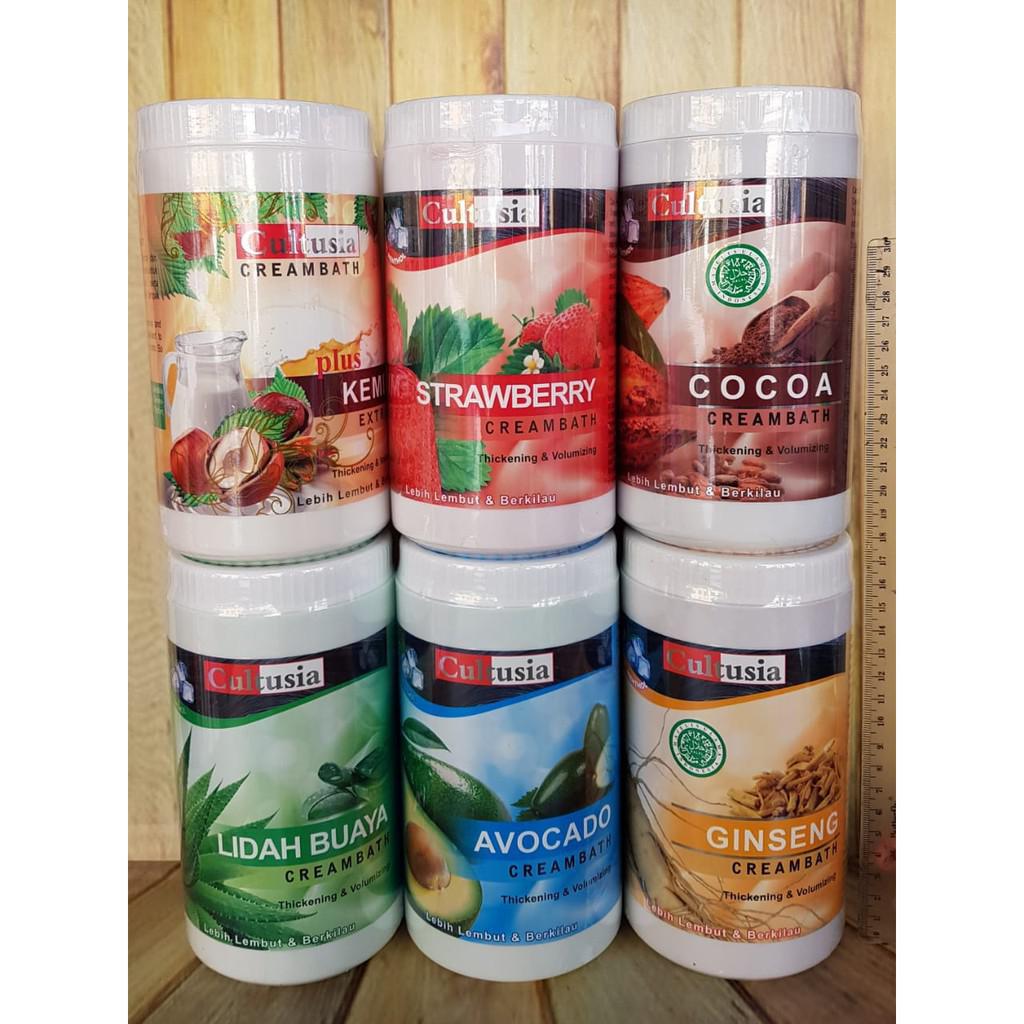 Cultusia
CREAMBATH
plus
Lebih Lembut &
Cultusia
STRAWBERRY
CREAMBATH
Thickening & Volumizing
Lebih Lembut & Berkilau
Cultusia
COCOA
CREAMBATH
Thickening & Volumizing
Lebih Lembut & Berkilau
Cultusia
LIDAH BUAYA
CREAMBATH
Thickening & Volumizing
Lebih Lembut & Berkilau
Cultusia
AVOCADO
CREAMBATH
Thickening & Volumizing
Lebih Lembut & Berkilau
Cultusia
GINSENG
CREAMBATH
Thickening & Volumizing
Lebih Lembut & Berkilau